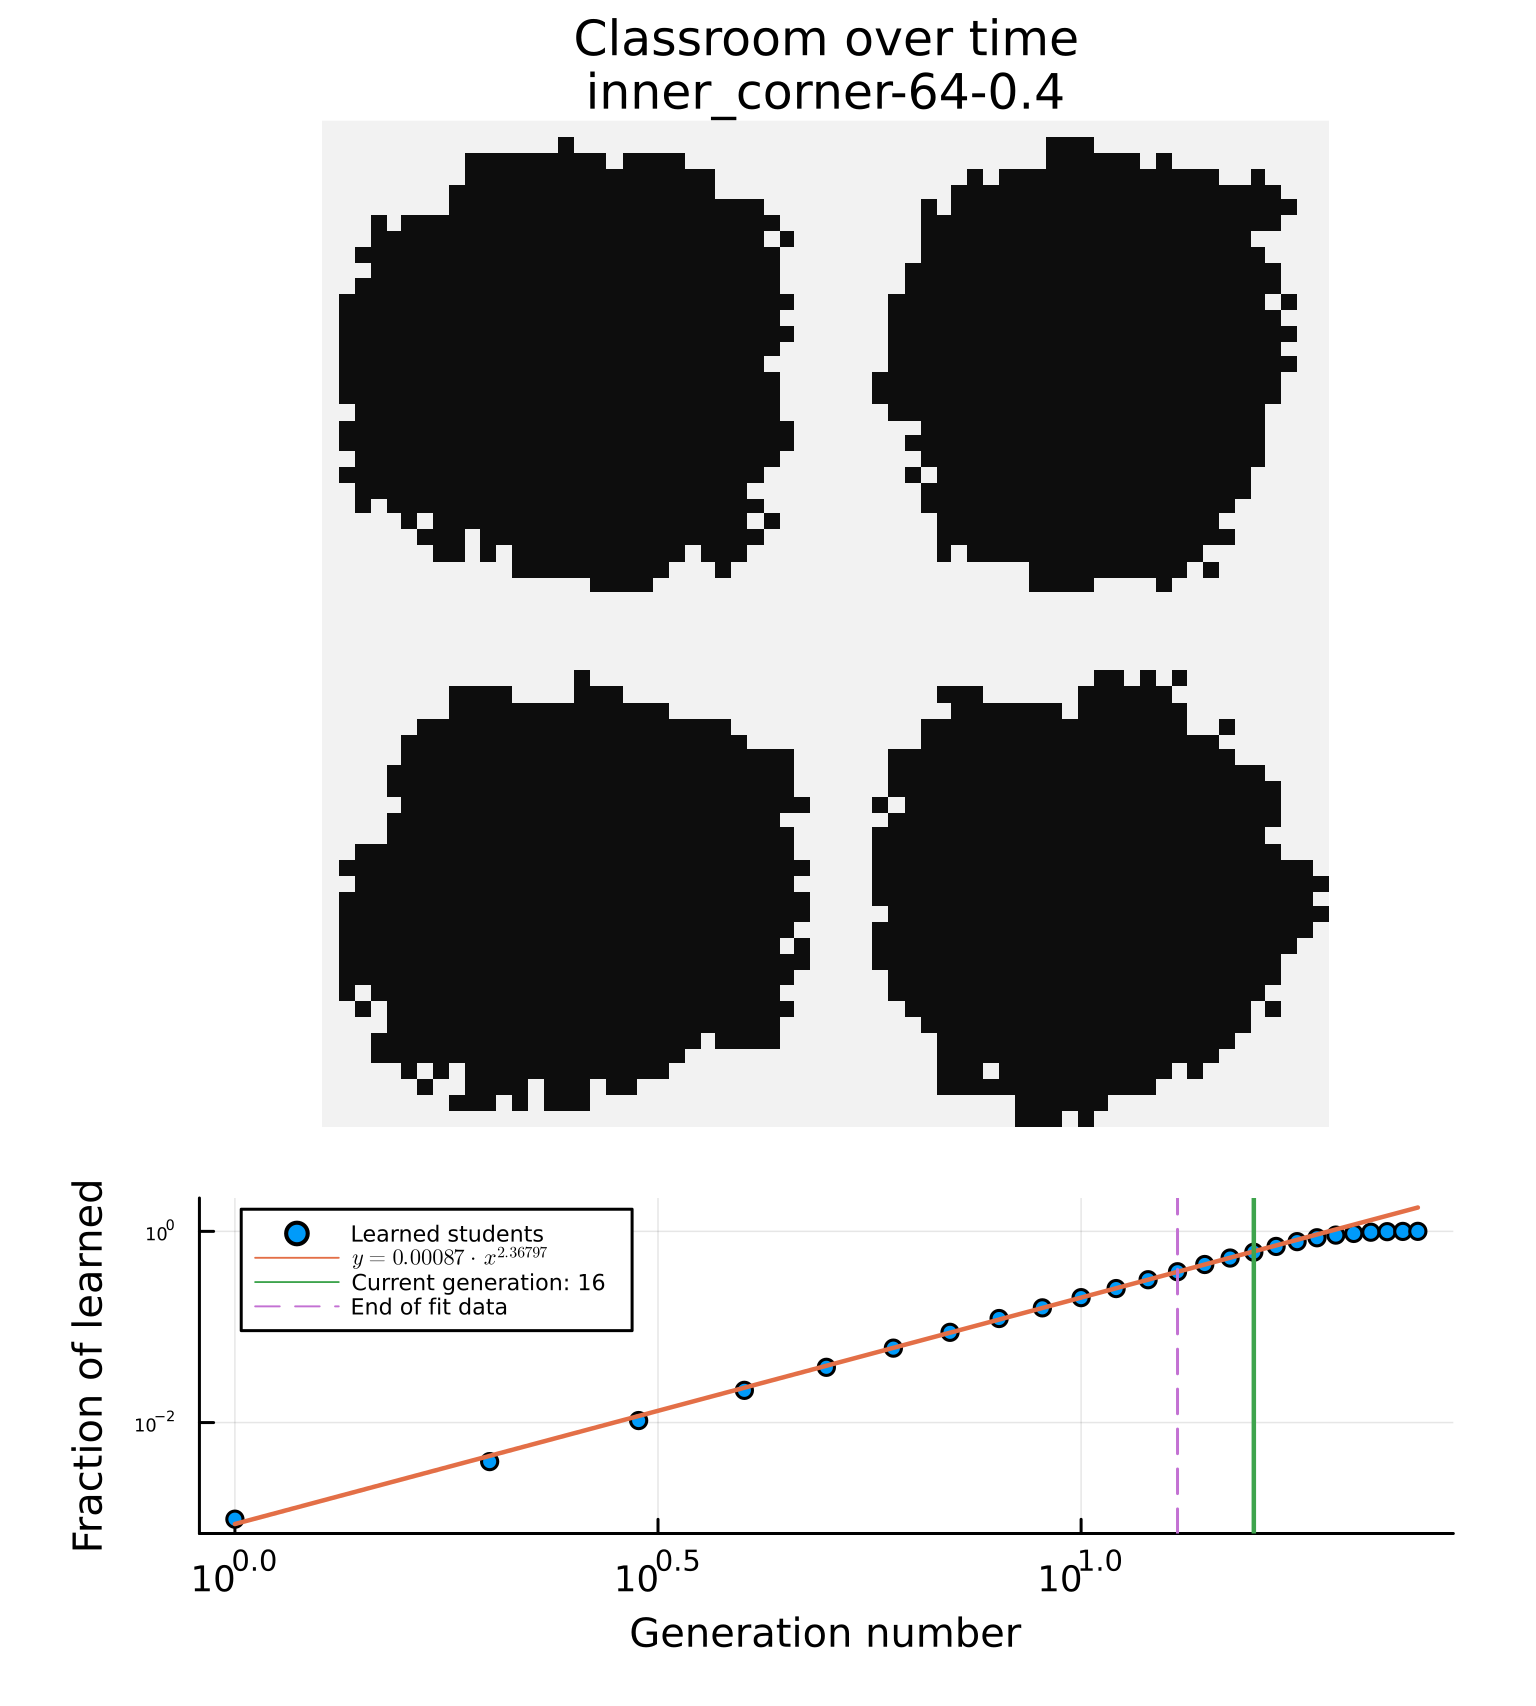 Classroom over time
inner_corner-64-0.4
Fraction of learned
10^0
10^−2
Learned students
y = 0.00087 · x^2.36797
Current generation: 16
End of fit data
10^0.0
10^0.5
10^1.0
Generation number